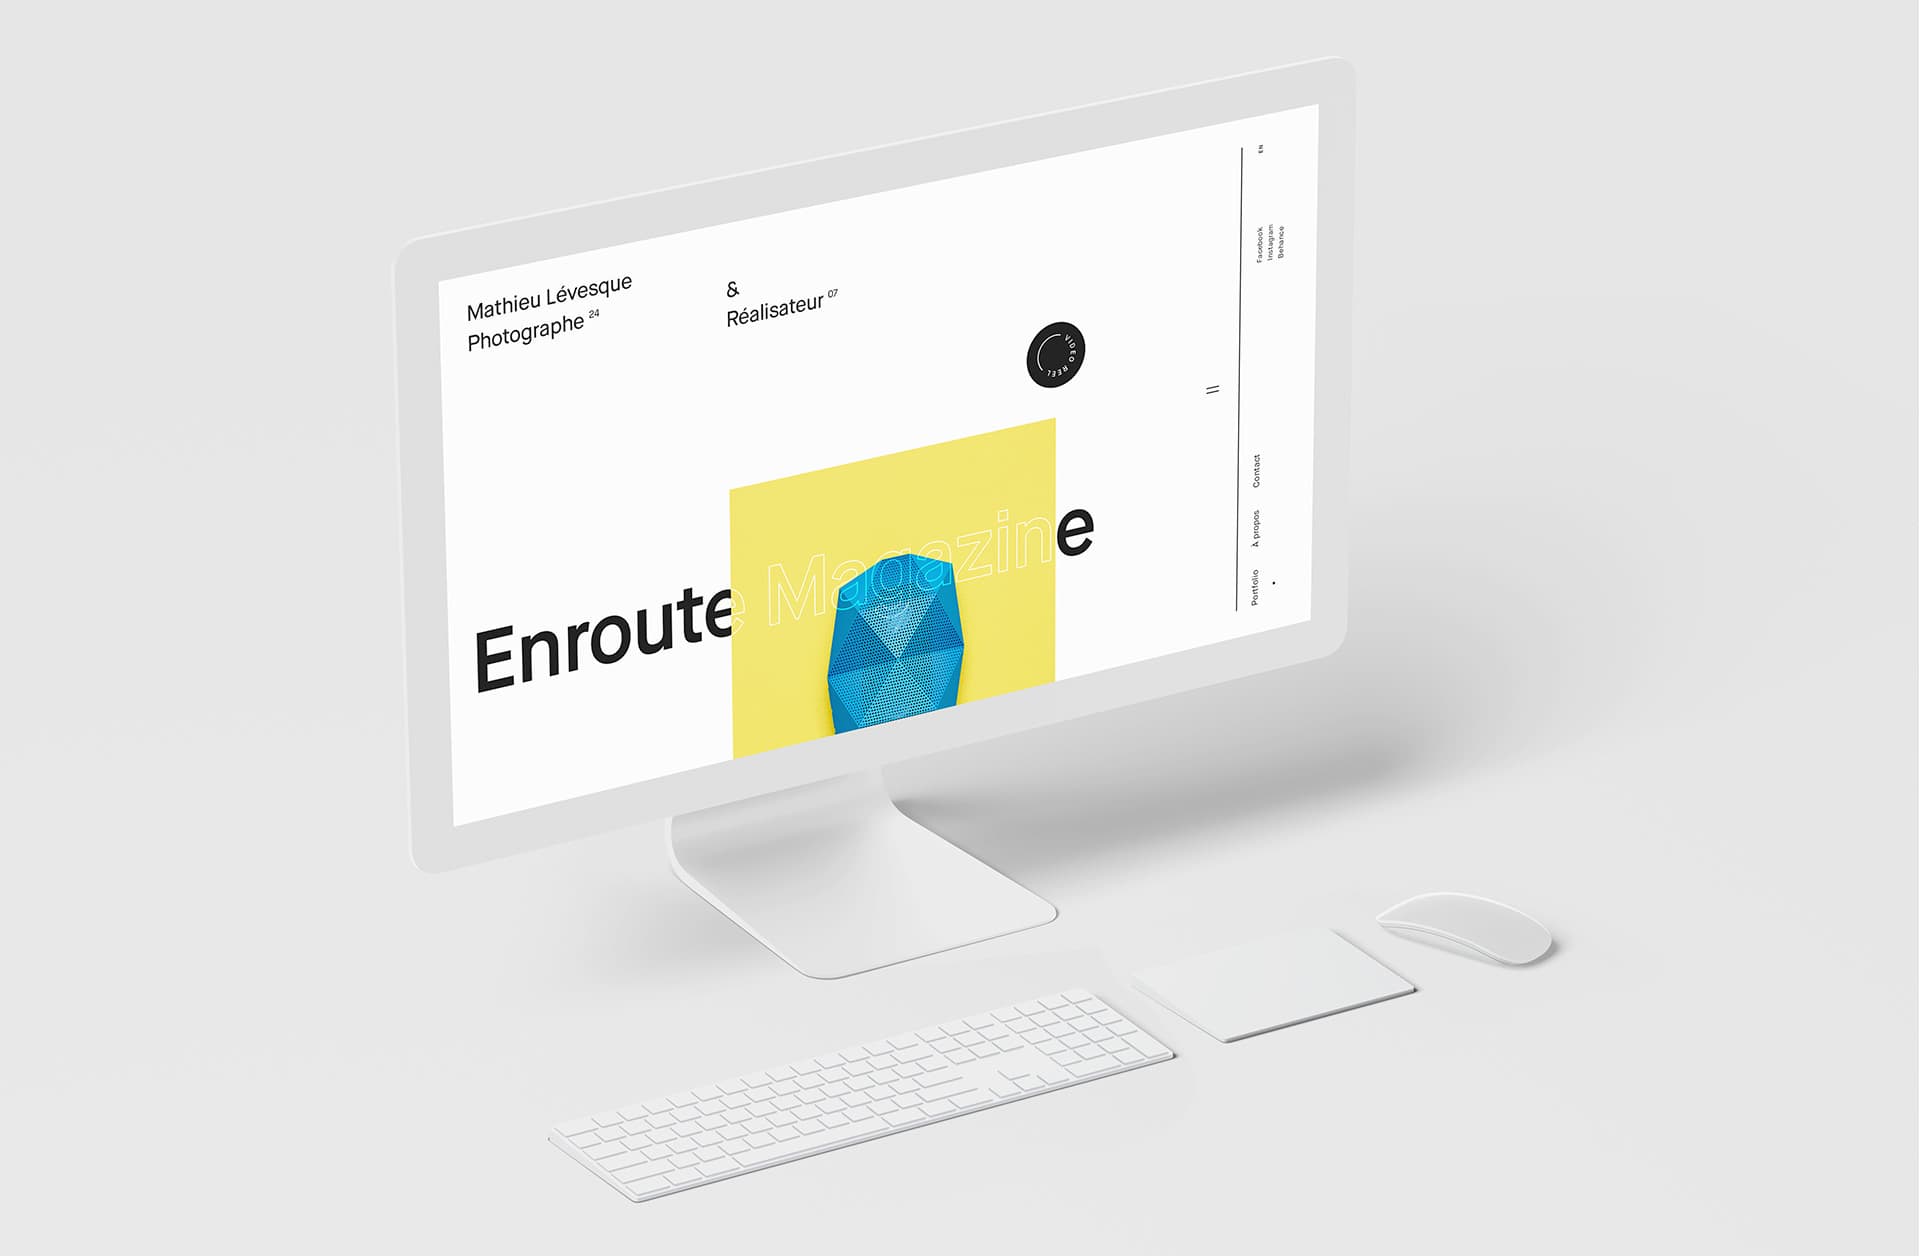 Mathieu Lévesque
Photographe 24
&
Réalisateur 07
VIDEO REEL
Enroute Magazine
EN
Facebook
Instagram
Behance
Contact
À propos
Portfolio